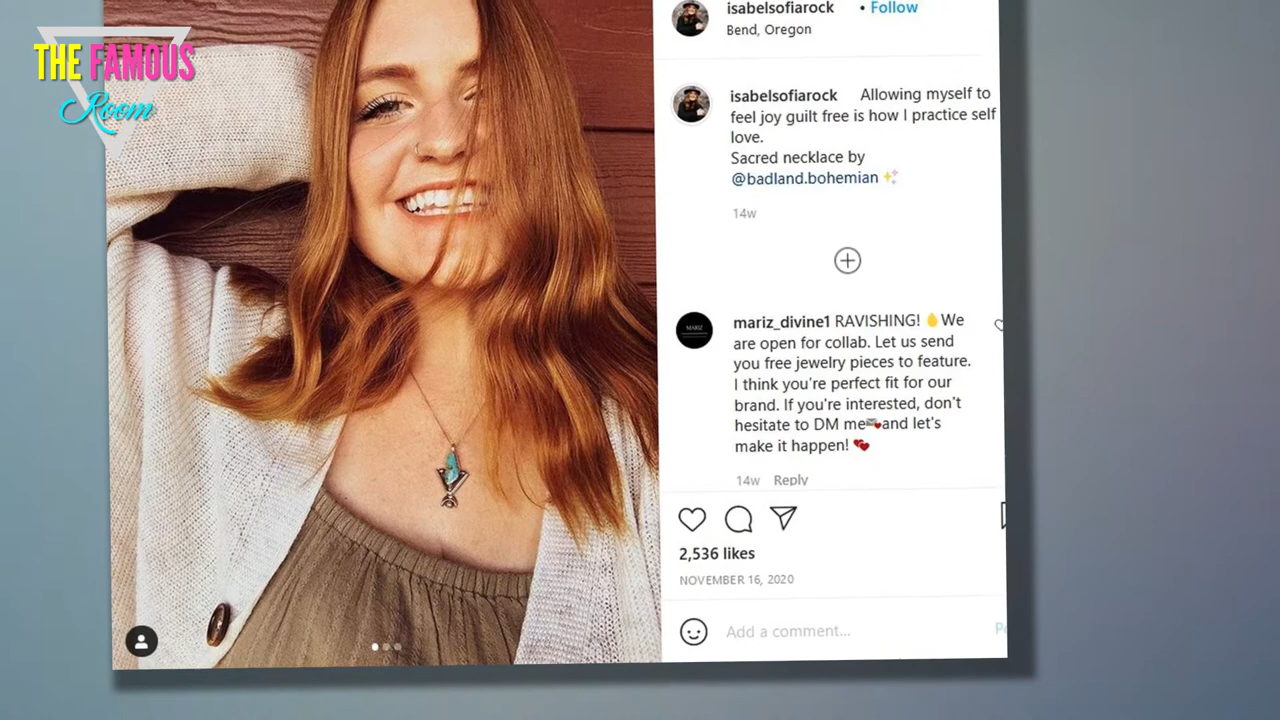 THE FAMOUS
Room
isabelsofiarock • Follow
Bend, Oregon
isabelsofiarock Allowing myself to
feel joy guilt free is how I practice self
love.
Sacred necklace by
@badland.bohemian ✨
14w
MARIZ
mariz_divine1 RAVISHING! We
are open for collab. Let us send
you free jewelry pieces to feature.
I think you're perfect fit for our
brand. If you're interested, don't
hesitate to DM me💌and let's
make it happen! 💕
14w Reply
2,536 likes
NOVEMBER 16, 2020
Add a comment...